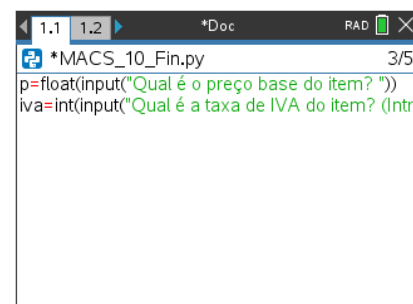 1.1 1.2 *Doc RAD
*MACS_10_Fin.py 3/5
p=float(input("Qual é o preço base do item? "))
iva=int(input("Qual é a taxa de IVA do item? (Intr